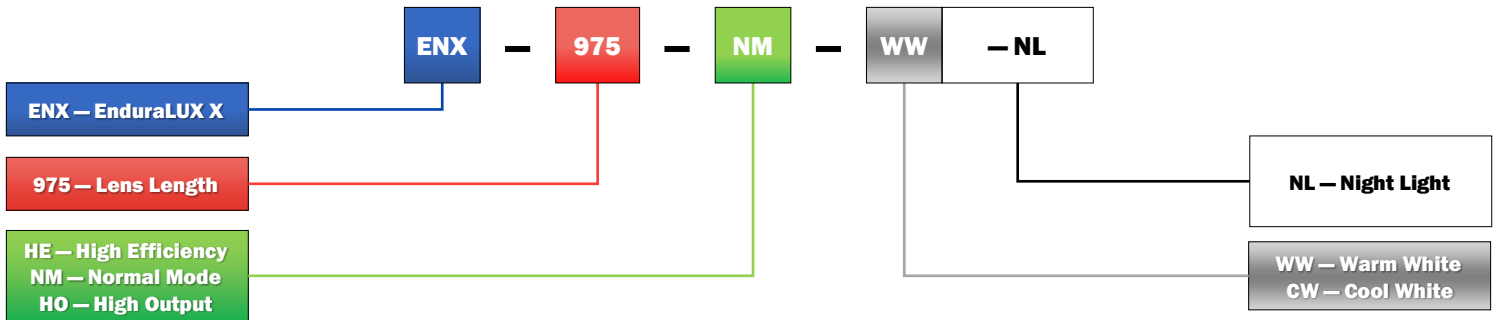 ENX – 975 – NM – WW – NL
ENX – EnduraLUX X
975 – Lens Length
HE – High Efficiency
NM – Normal Mode
HO – High Output
NL – Night Light
WW – Warm White
CW – Cool White